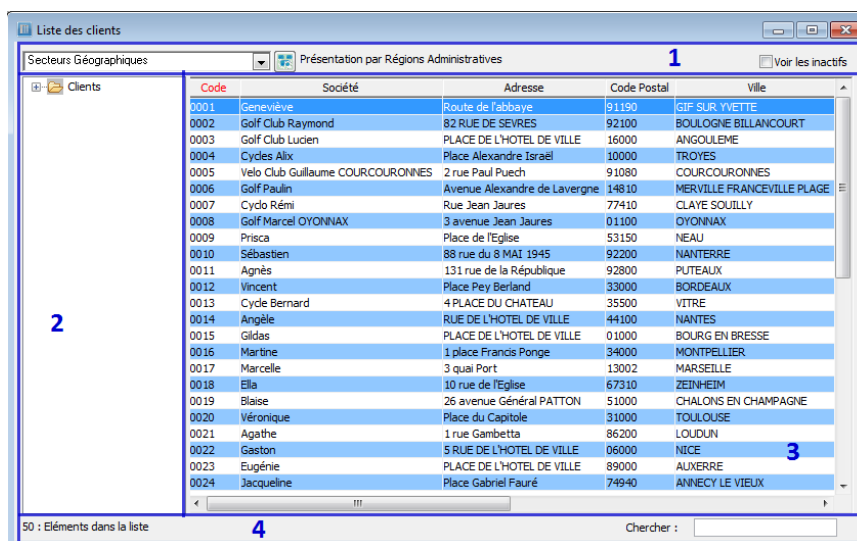 Liste des clients
Secteurs Géographiques Présentation par Régions Administratives 1 Voir les inactifs
Clients
Code Société Adresse Code Postal Ville
0001 Geneviève Route de l'abbaye 91190 GIF SUR YVETTE
0002 Golf Club Raymond 82 RUE DE SEVRES 92100 BOULOGNE BILLANCOURT
0003 Golf Club Lucien PLACE DE L'HOTEL DE VILLE 16000 ANGOULEME
0004 Cycles Alix Place Alexandre Israël 10000 TROYES
0005 Velo Club Guillaume COURCOURONNES 2 rue Paul Puech 91080 COURCOURONNES
0006 Golf Paulin Avenue Alexandre de Lavergne 14810 MERVILLE FRANCEVILLE PLAGE
0007 Cyclo Rémi Rue Jean Jaures 77410 CLAYE SOUILLY
0008 Golf Marcel OYONNAX 3 avenue Jean Jaures 01100 OYONNAX
0009 Prisca Place de l'Eglise 53150 NEAU
0010 Sébastien 88 rue du 8 MAI 1945 92200 NANTERRE
0011 Agnès 131 rue de la République 92800 PUTEAUX
0012 Vincent Place Pey Berland 33000 BORDEAUX
0013 Cycle Bernard 4 PLACE DU CHATEAU 35500 VITRE
2
0014 Angèle RUE DE L'HOTEL DE VILLE 44100 NANTES
0015 Gildas PLACE DE L'HOTEL DE VILLE 01000 BOURG EN BRESSE
0016 Martine 1 place Francis Ponge 34000 MONTPELLIER
0017 Marcelle 3 quai Port 13002 MARSEILLE
0018 Ella 10 rue de l'Eglise 67310 ZEINHEIM
0019 Blaise 26 avenue Général PATTON 51000 CHALONS EN CHAMPAGNE
0020 Véronique Place du Capitole 31000 TOULOUSE
0021 Agathe 1 rue Gambetta 86200 LOUDUN
0022 Gaston 5 RUE DE L'HOTEL DE VILLE 06000 NICE 3
0023 Eugénie PLACE DE L'HOTEL DE VILLE 89000 AUXERRE
0024 Jacqueline Place Gabriel Fauré 74940 ANNECY LE VIEUX
50 : Eléments dans la liste 4 Chercher :